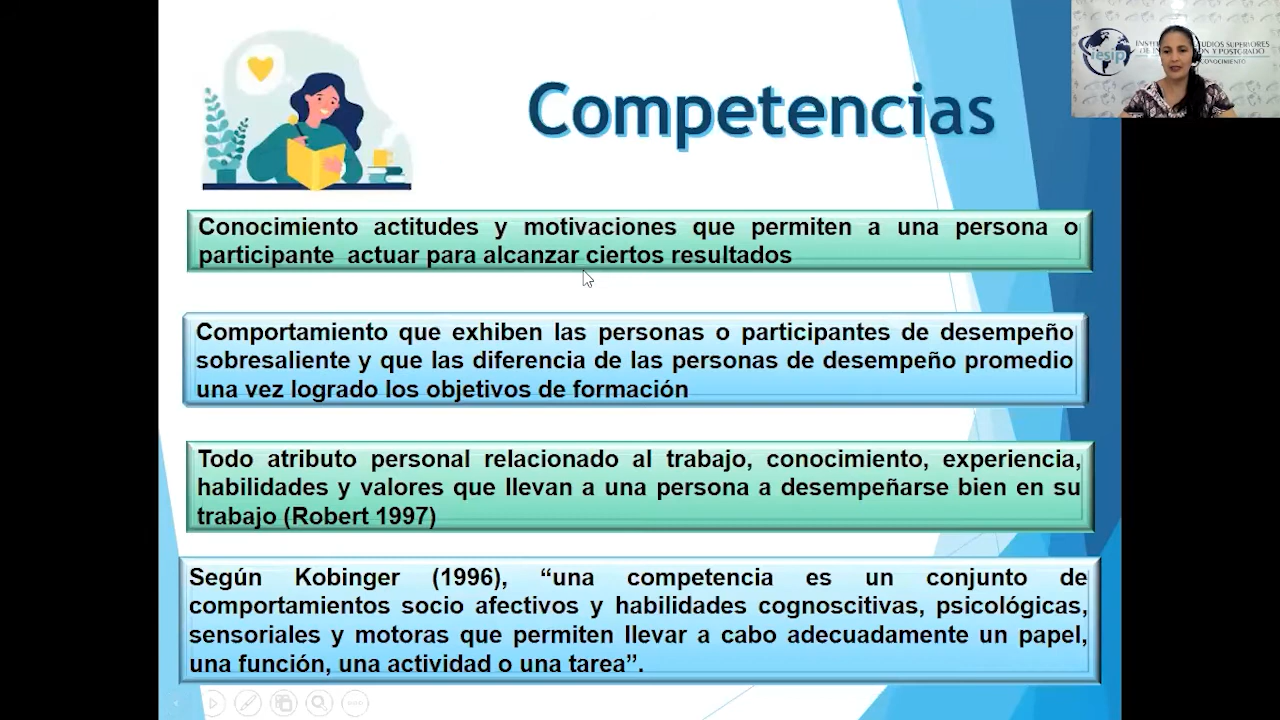 Competencias
Conocimiento actitudes y motivaciones que permiten a una persona o
participante actuar para alcanzar ciertos resultados
Comportamiento que exhiben las personas o participantes de desempeño
sobresaliente y que las diferencia de las personas de desempeño promedio
una vez logrado los objetivos de formación
Todo atributo personal relacionado al trabajo, conocimiento, experiencia,
habilidades y valores que llevan a una persona a desempeñarse bien en su
trabajo (Robert 1997)
Según Kobinger (1996), “una competencia es un conjunto de
comportamientos socio afectivos y habilidades cognoscitivas, psicológicas,
sensoriales y motoras que permiten llevar a cabo adecuadamente un papel,
una función, una actividad o una tarea”.
iesip
SUPERIORES
Y POSTGRADO
CONOCIMIENTO